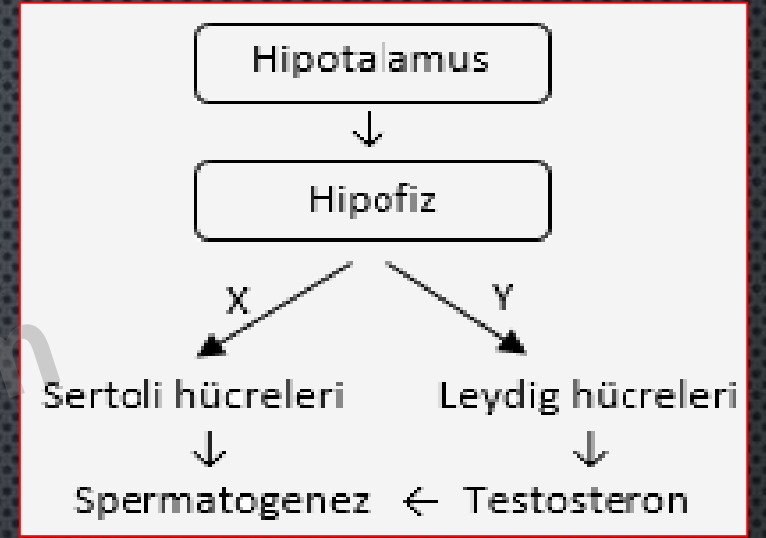 Hipotalamus
Hipofiz
X
Y
Sertoli hücreleri
Leydig hücreleri
Spermatogenez ← Testosteron